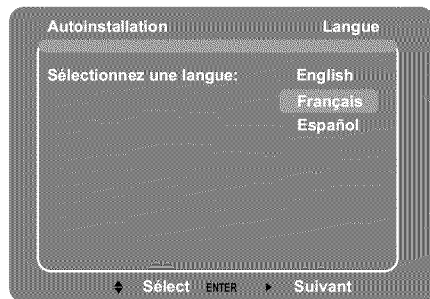 Autoinstallation Langue
Sélectionnez une langue: English
Français
Español
Sélect ENTER Suivant